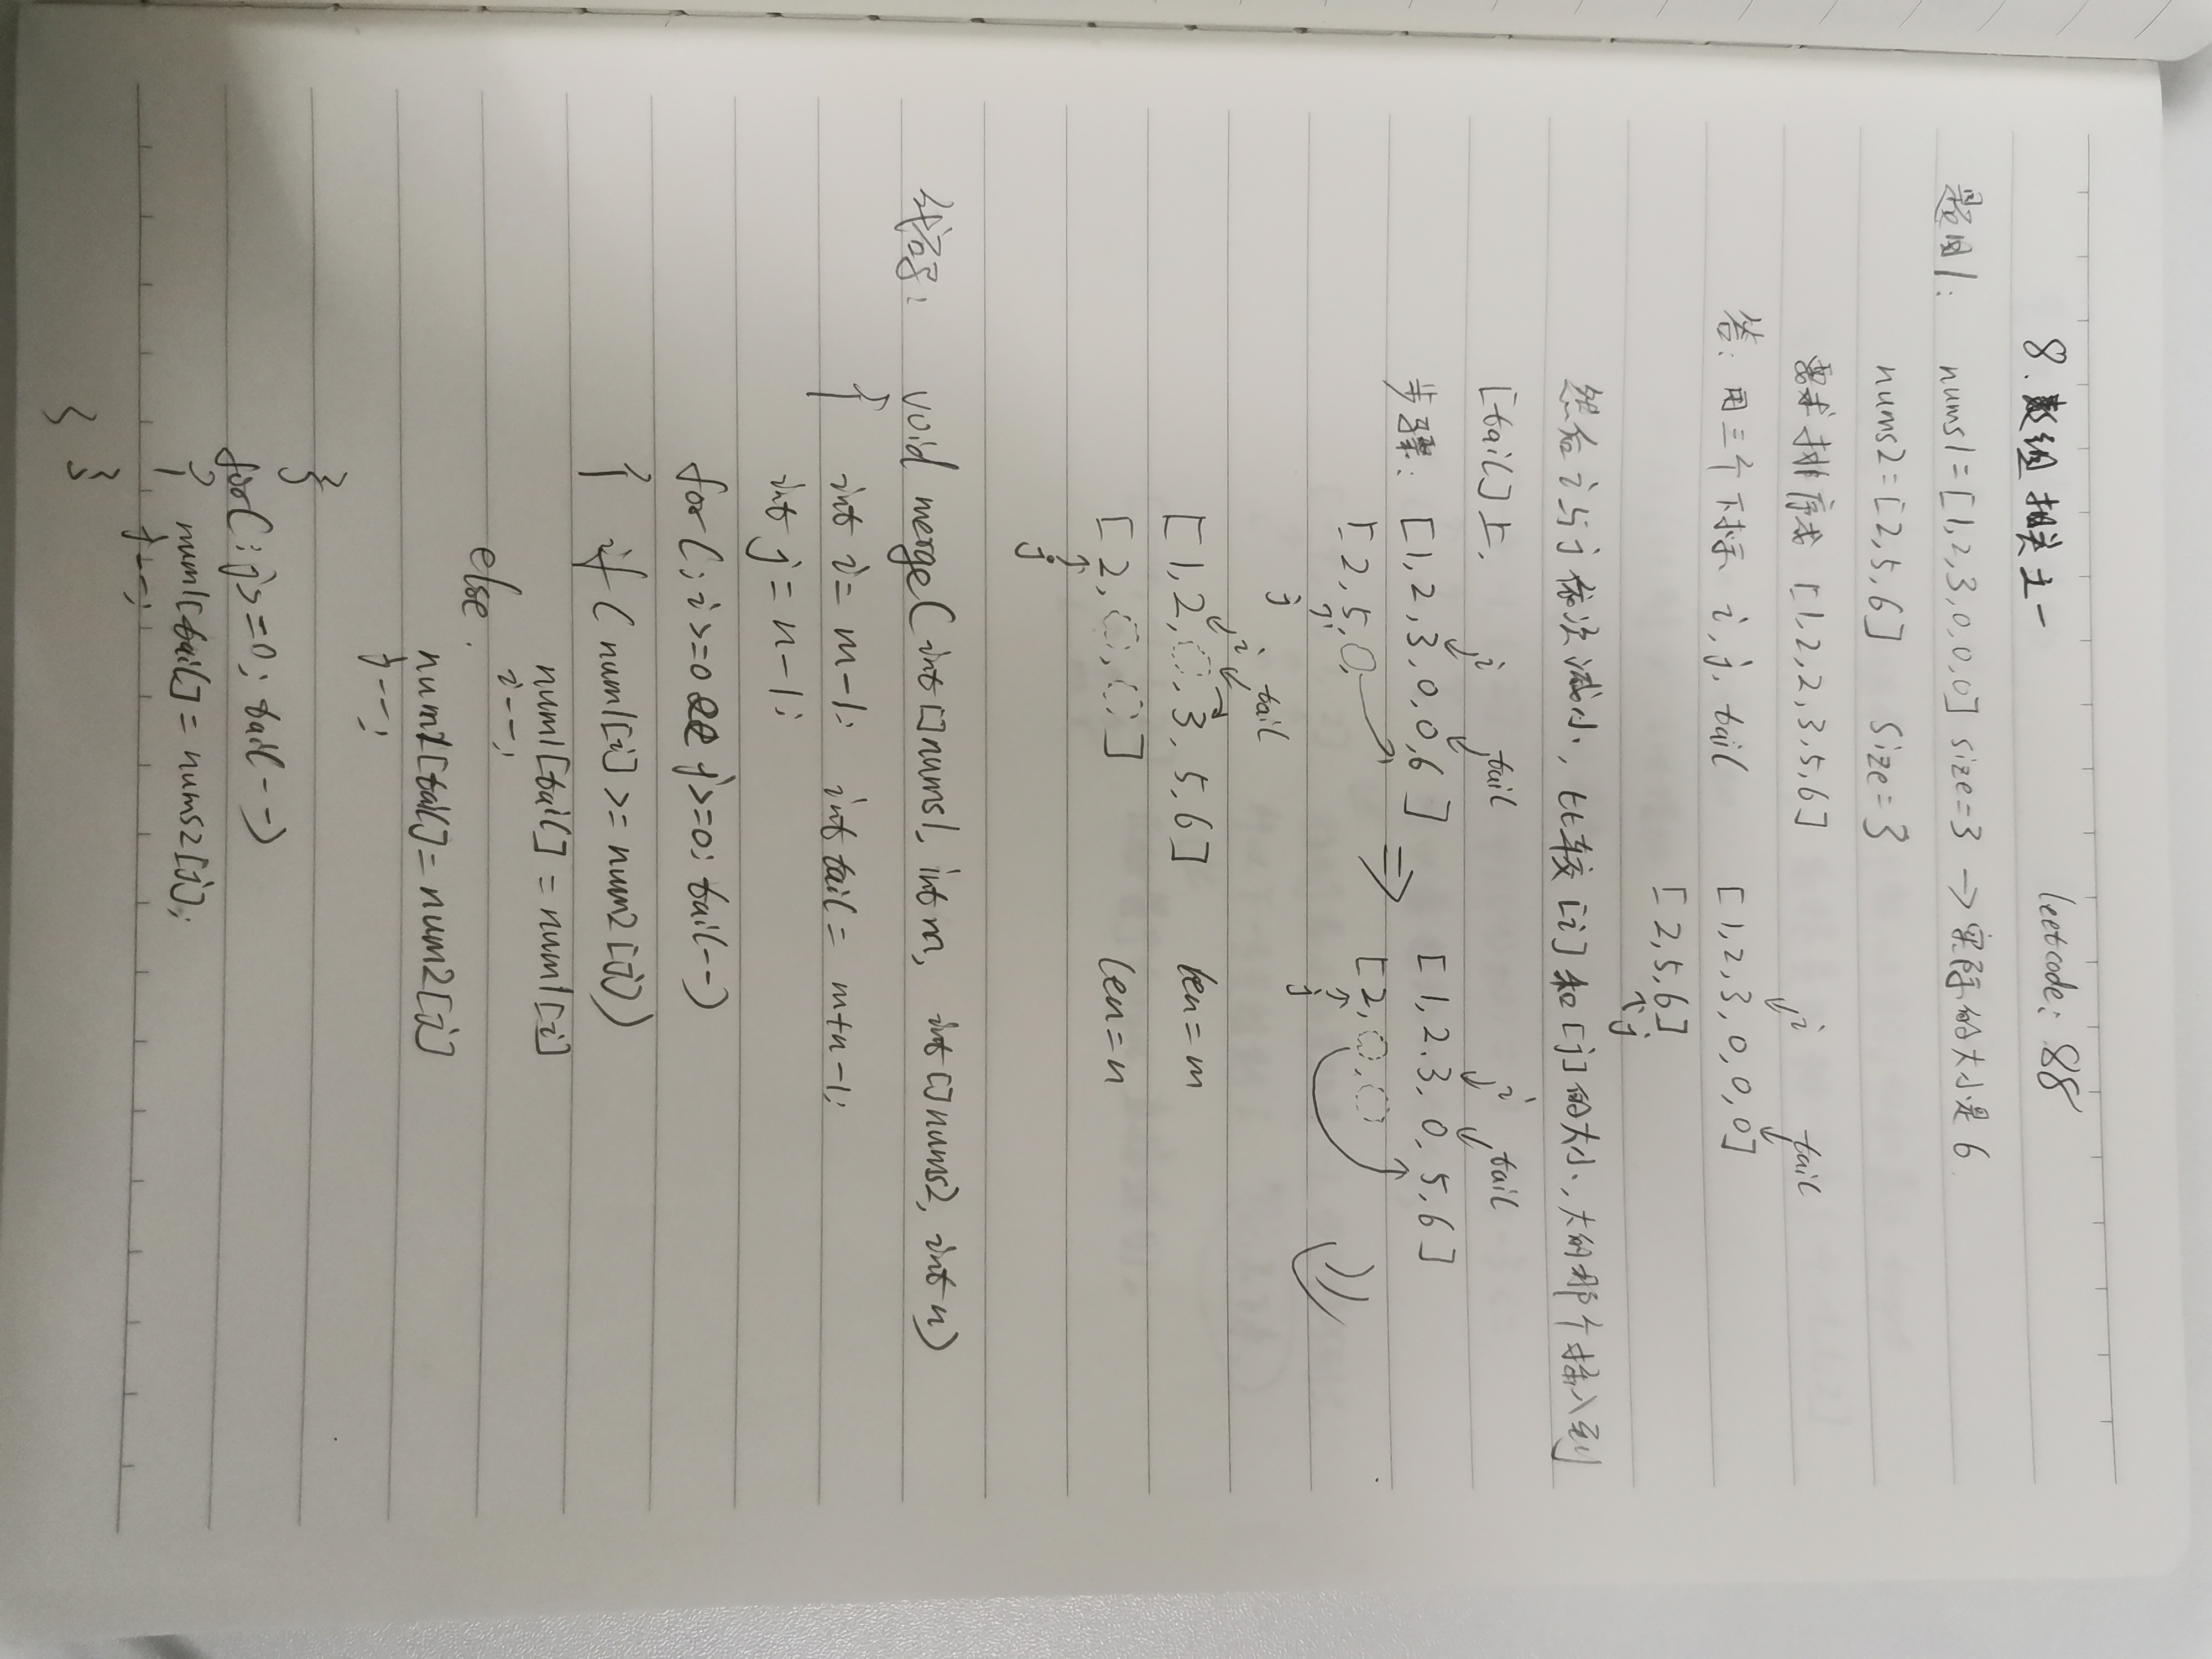 8. 数组相关之一 leetcode: 88
题目1: nums1=[1,2,3,0,0,0] size=3 → 实际的大小是6
nums2=[2,5,6] size=3
要求排序成 [1,2,2,3,5,6]
i tail
答: 用三个下标 i, j, tail [1,2,3,0,0,0]
[2,5,6]
j
然后i与j依次减小, 比较[i]和[j]的大小, 大的那个插入到
[tail]上. i tail i tail
步骤: [1,2,3,0,0,6] ⇒ [1,2,3,0,5,6]
[2,5, [2,
j j
i tail
[1,2, ,3,5,6] len=m
[2, , ] len=n
j
代码: void merge(int []nums1, int m, int []nums2, int n)
{ int i= m-1; int tail= m+n-1;
int j= n-1;
for(; i>=0 && j>=0; tail--)
{ if (num1[i] >= num2[j])
num1[tail] = num1[i]
i--;
else
num1[tail]= num2[j]
j--;
}
for(; j>=0; tail--)
{ num1[tail] = nums2[j];
j--;
}
}